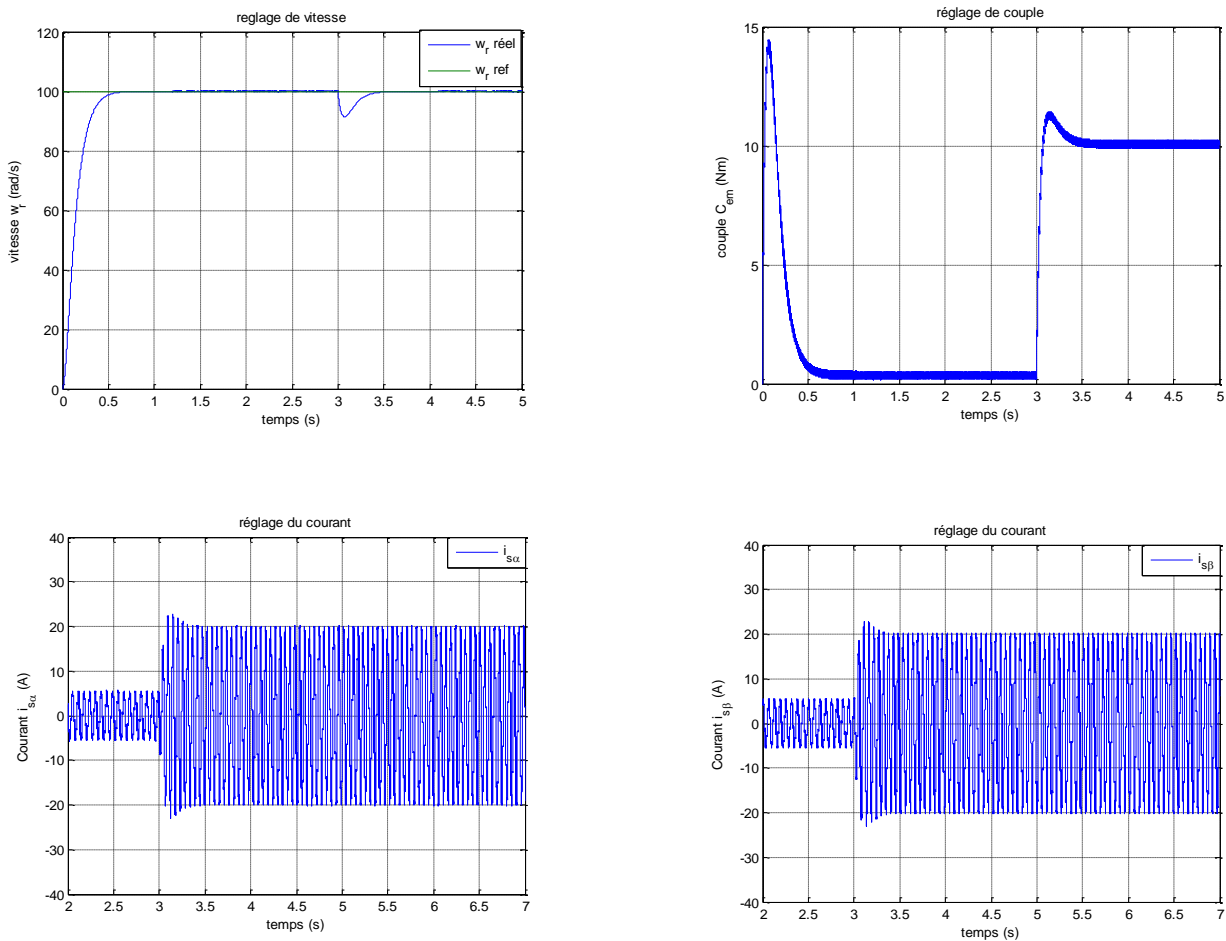 reglage de vitesse
120
100
80
60
40
20
0
vitesse w_r (rad/s)
w_r réel
w_r ref
0 0.5 1 1.5 2 2.5 3 3.5 4 4.5 5
temps (s)
réglage de couple
15
10
5
0
couple C_em (Nm)
0 0.5 1 1.5 2 2.5 3 3.5 4 4.5 5
temps (s)
réglage du courant
40
30
20
10
0
-10
-20
-30
-40
Courant i_sα (A)
i_sα
2 2.5 3 3.5 4 4.5 5 5.5 6 6.5 7
temps (s)
réglage du courant
40
30
20
10
0
-10
-20
-30
-40
Courant i_sβ (A)
i_sβ
2 2.5 3 3.5 4 4.5 5 5.5 6 6.5 7
temps (s)